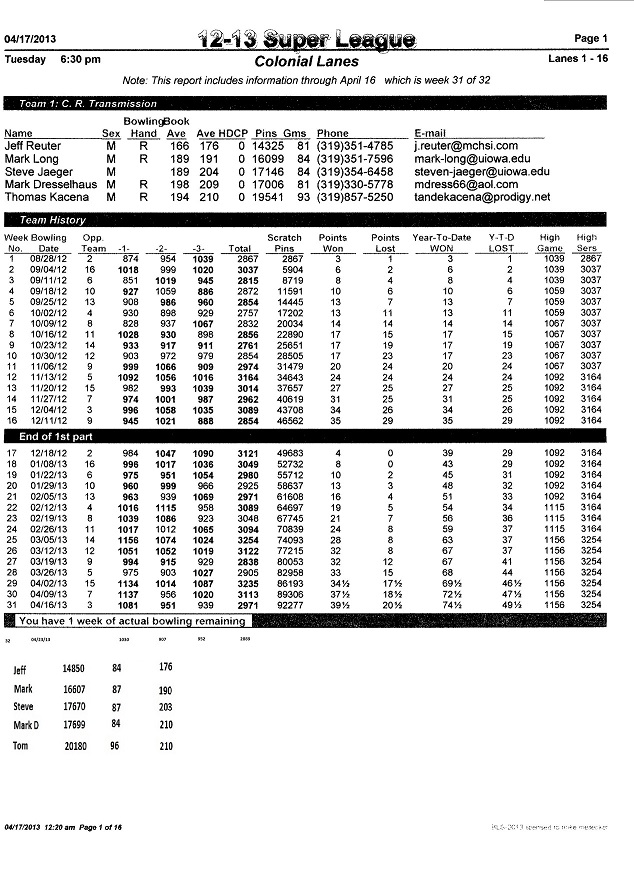 04/17/2013 12-13 Super League Page 1
Tuesday 6:30 pm Colonial Lanes Lanes 1 - 16
Note: This report includes information through April 16 which is week 31 of 32
Team 1: C. R. Transmission
Bowling Book
Name Sex Hand Ave Ave HDCP Pins Gms Phone E-mail
Jeff Reuter M R 166 176 0 14325 81 (319)351-4785 j.reuter@mchsi.com
Mark Long M R 189 191 0 16099 84 (319)351-7596 mark-long@uiowa.edu
Steve Jaeger M 189 204 0 17146 84 (319)354-6458 steven-jaeger@uiowa.edu
Mark Dresselhaus M R 198 209 0 17006 81 (319)330-5778 mdress66@aol.com
Thomas Kacena M R 194 210 0 19541 93 (319)857-5250 tandekacena@prodigy.net
Team History
Week Bowling Opp. Scratch Points Points Year-To-Date Y-T-D High High
No. Date Team -1- -2- -3- Total Pins Won Lost WON LOST Game Sers
1 08/28/12 2 874 954 1039 2867 2867 3 1 3 1 1039 2867
2 09/04/12 16 1018 999 1020 3037 5904 6 2 6 2 1039 3037
3 09/11/12 6 851 1019 945 2815 8719 8 4 8 4 1039 3037
4 09/18/12 10 927 1059 886 2872 11591 10 6 10 6 1059 3037
5 09/25/12 13 908 986 960 2854 14445 13 7 13 7 1059 3037
6 10/02/12 4 930 898 929 2757 17202 13 11 13 11 1059 3037
7 10/09/12 8 828 937 1067 2832 20034 14 14 14 14 1067 3037
8 10/16/12 11 1028 930 898 2856 22890 17 15 17 15 1067 3037
9 10/23/12 14 933 917 911 2761 25651 17 19 17 19 1067 3037
10 10/30/12 12 903 972 979 2854 28505 17 23 17 23 1067 3037
11 11/06/12 9 999 1066 909 2974 31479 20 24 20 24 1067 3037
12 11/13/12 5 1092 1056 1016 3164 34643 24 24 24 24 1092 3164
13 11/20/12 15 982 993 1039 3014 37657 27 25 27 25 1092 3164
14 11/27/12 7 974 1001 987 2962 40619 31 25 31 25 1092 3164
15 12/04/12 3 996 1058 1035 3089 43708 34 26 34 26 1092 3164
16 12/11/12 9 945 1021 888 2854 46562 35 29 35 29 1092 3164
End of 1st part
17 12/18/12 2 984 1047 1090 3121 49683 4 0 39 29 1092 3164
18 01/08/13 16 996 1017 1036 3049 52732 8 0 43 29 1092 3164
19 01/22/13 6 975 951 1054 2980 55712 10 2 45 31 1092 3164
20 01/29/13 10 960 999 966 2925 58637 13 3 48 32 1092 3164
21 02/05/13 13 963 939 1069 2971 61608 16 4 51 33 1092 3164
22 02/12/13 4 1016 1115 958 3089 64697 19 5 54 34 1115 3164
23 02/19/13 8 1039 1086 923 3048 67745 21 7 56 36 1115 3164
24 02/26/13 11 1017 1012 1065 3094 70839 24 8 59 37 1115 3164
25 03/05/13 14 1156 1074 1024 3254 74093 28 8 63 37 1156 3254
26 03/12/13 12 1051 1052 1019 3122 77215 32 8 67 37 1156 3254
27 03/19/13 9 994 915 929 2838 80053 32 12 67 41 1156 3254
28 03/26/13 5 975 903 1027 2905 82958 33 15 68 44 1156 3254
29 04/02/13 15 1134 1014 1087 3235 86193 34½ 17½ 69½ 46½ 1156 3254
30 04/09/13 7 1137 956 1020 3113 89306 37½ 18½ 72½ 47½ 1156 3254
31 04/16/13 3 1081 951 939 2971 92277 39½ 20½ 74½ 49½ 1156 3254
You have 1 week of actual bowling remaining
32 04/23/13 1030 907 952 2889
Jeff 14850 84 176
Mark 16607 87 190
Steve 17670 87 203
Mark D 17699 84 210
Tom 20180 96 210
04/17/2013 12:20 am Page 1 of 16 BLS-2013 to mike